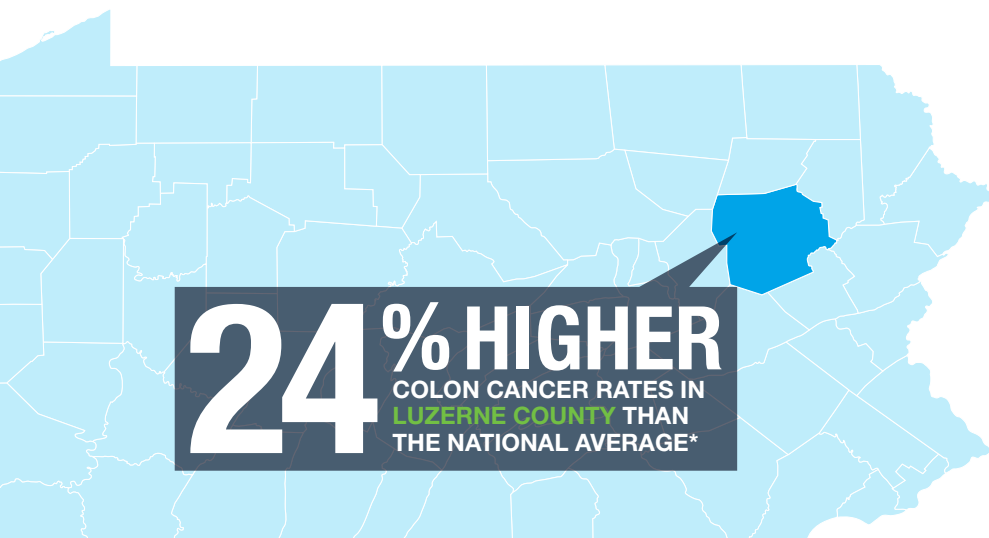 24% HIGHER
COLON CANCER RATES IN
LUZERNE COUNTY THAN
THE NATIONAL AVERAGE*